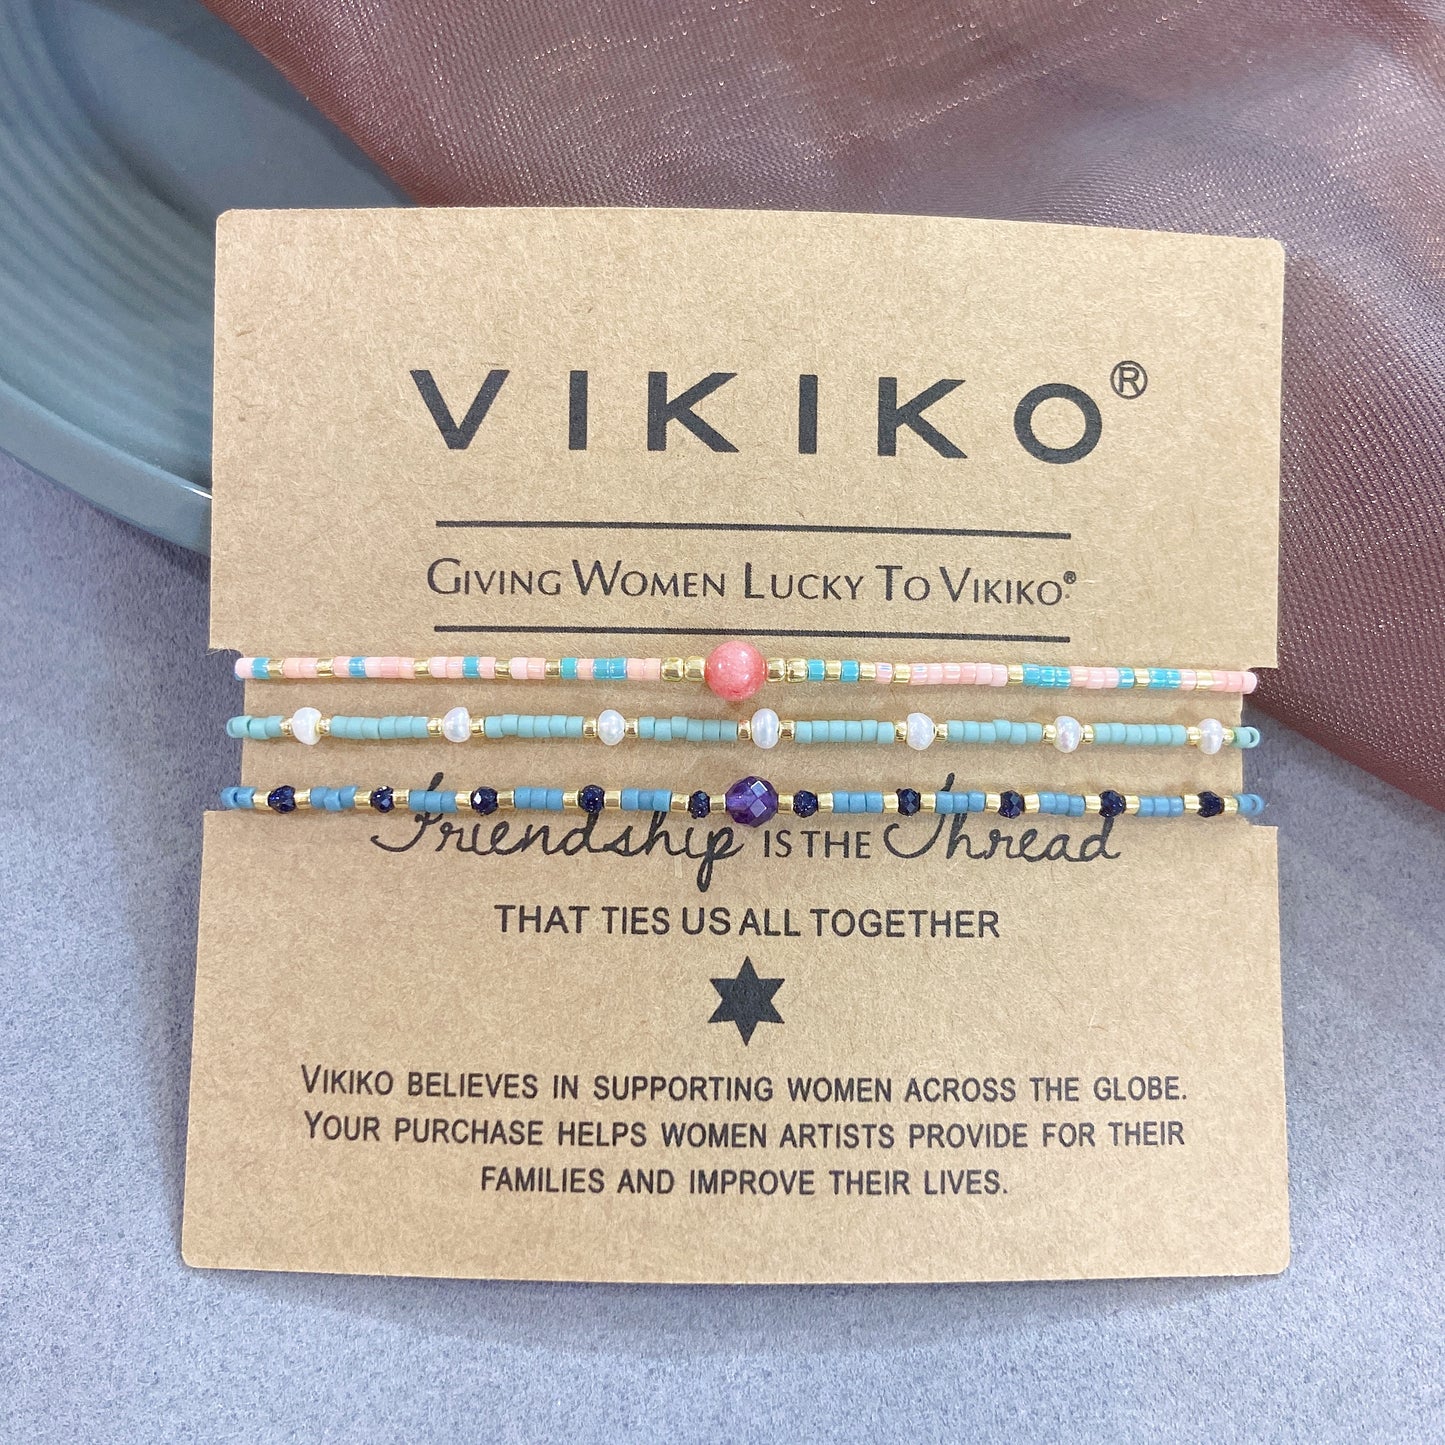 VIKIKO®
GIVING WOMEN LUCKY TO VIKIKO®
Friendship IS THE Thread
THAT TIES US ALL TOGETHER
VIKIKO BELIEVES IN SUPPORTING WOMEN ACROSS THE GLOBE.
YOUR PURCHASE HELPS WOMEN ARTISTS PROVIDE FOR THEIR
FAMILIES AND IMPROVE THEIR LIVES.